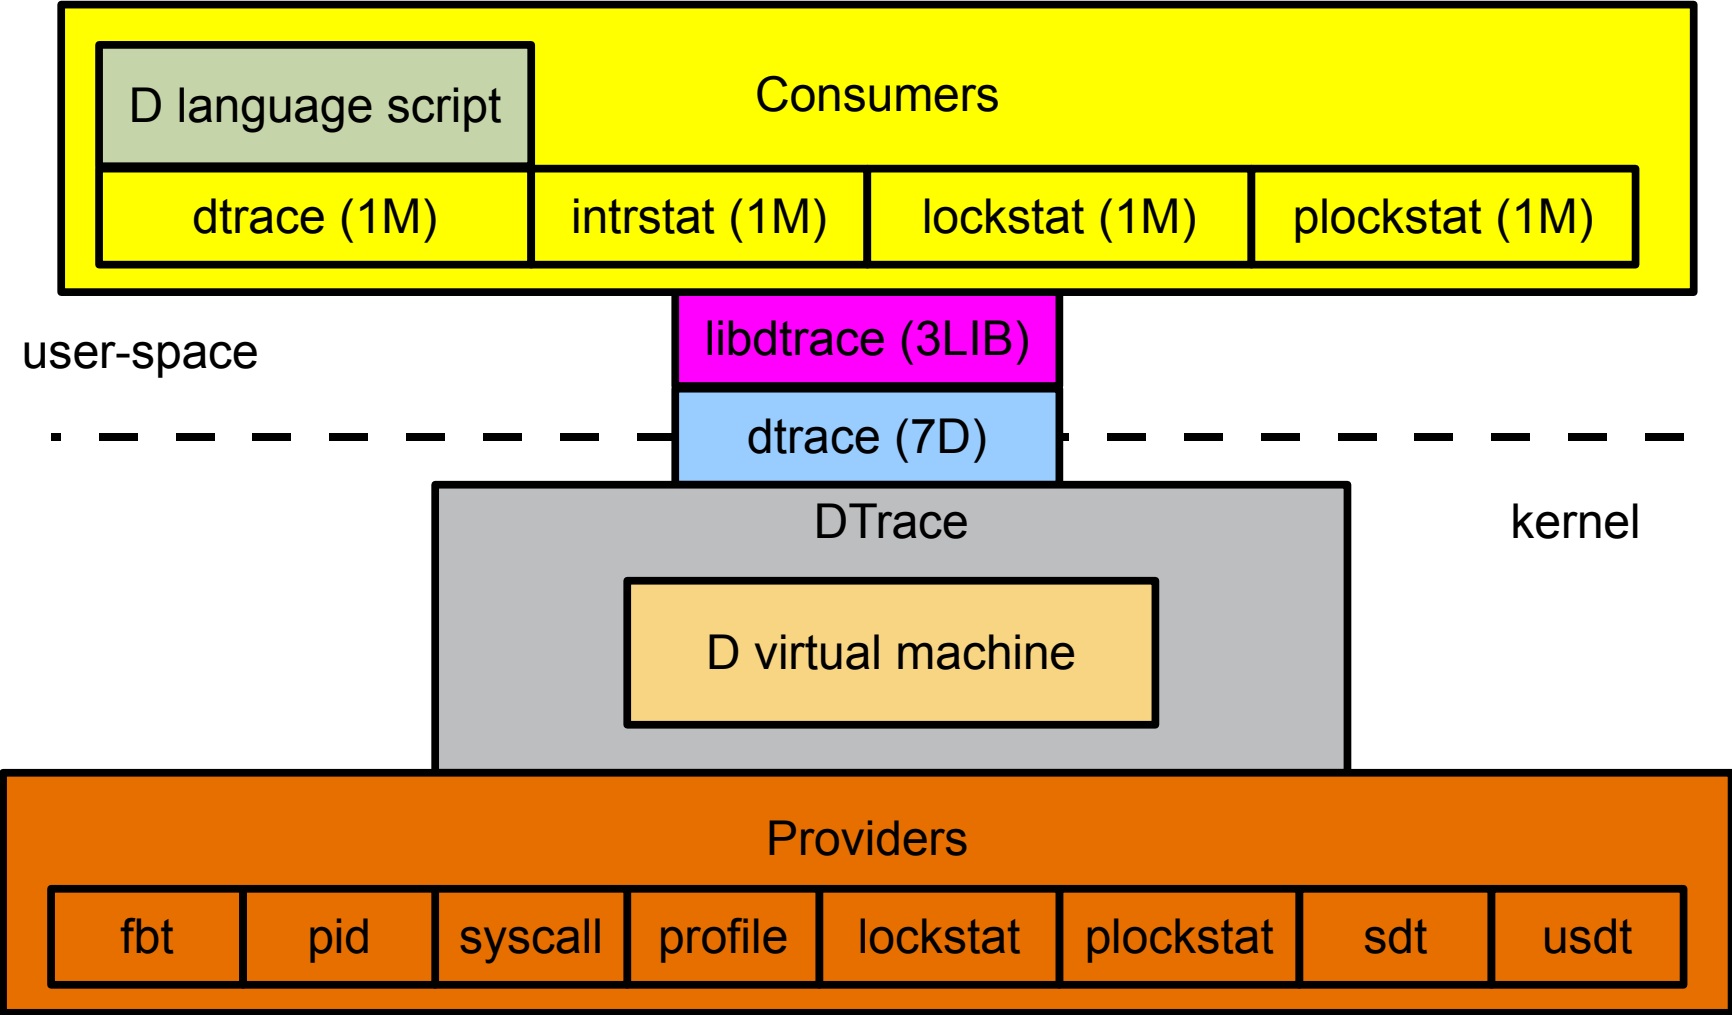 D language script
Consumers
dtrace (1M)
intrstat (1M)
lockstat (1M)
plockstat (1M)
libdtrace (3LIB)
user-space
dtrace (7D)
DTrace
kernel
D virtual machine
Providers
fbt
pid
syscall
profile
lockstat
plockstat
sdt
usdt